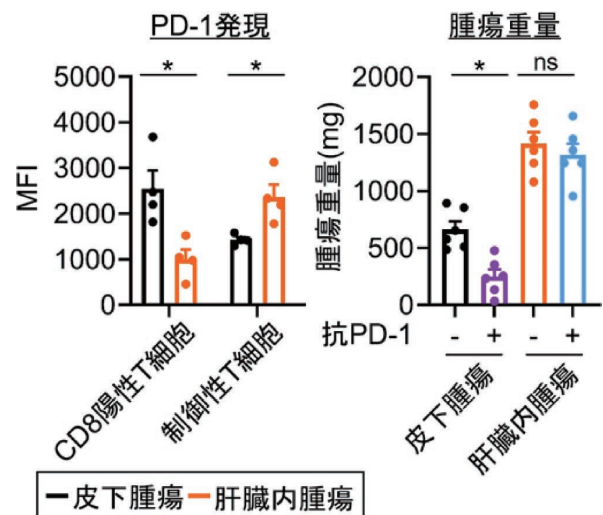 PD-1発現
腫瘍重量
* *
* ns
MFI
5000
4000
3000
2000
1000
0
腫瘍重量(mg)
2000
1500
1000
500
0
CD8陽性T細胞
制御性T細胞
抗PD-1 - + - +
皮下腫瘍
肝臓内腫瘍
皮下腫瘍 肝臓内腫瘍